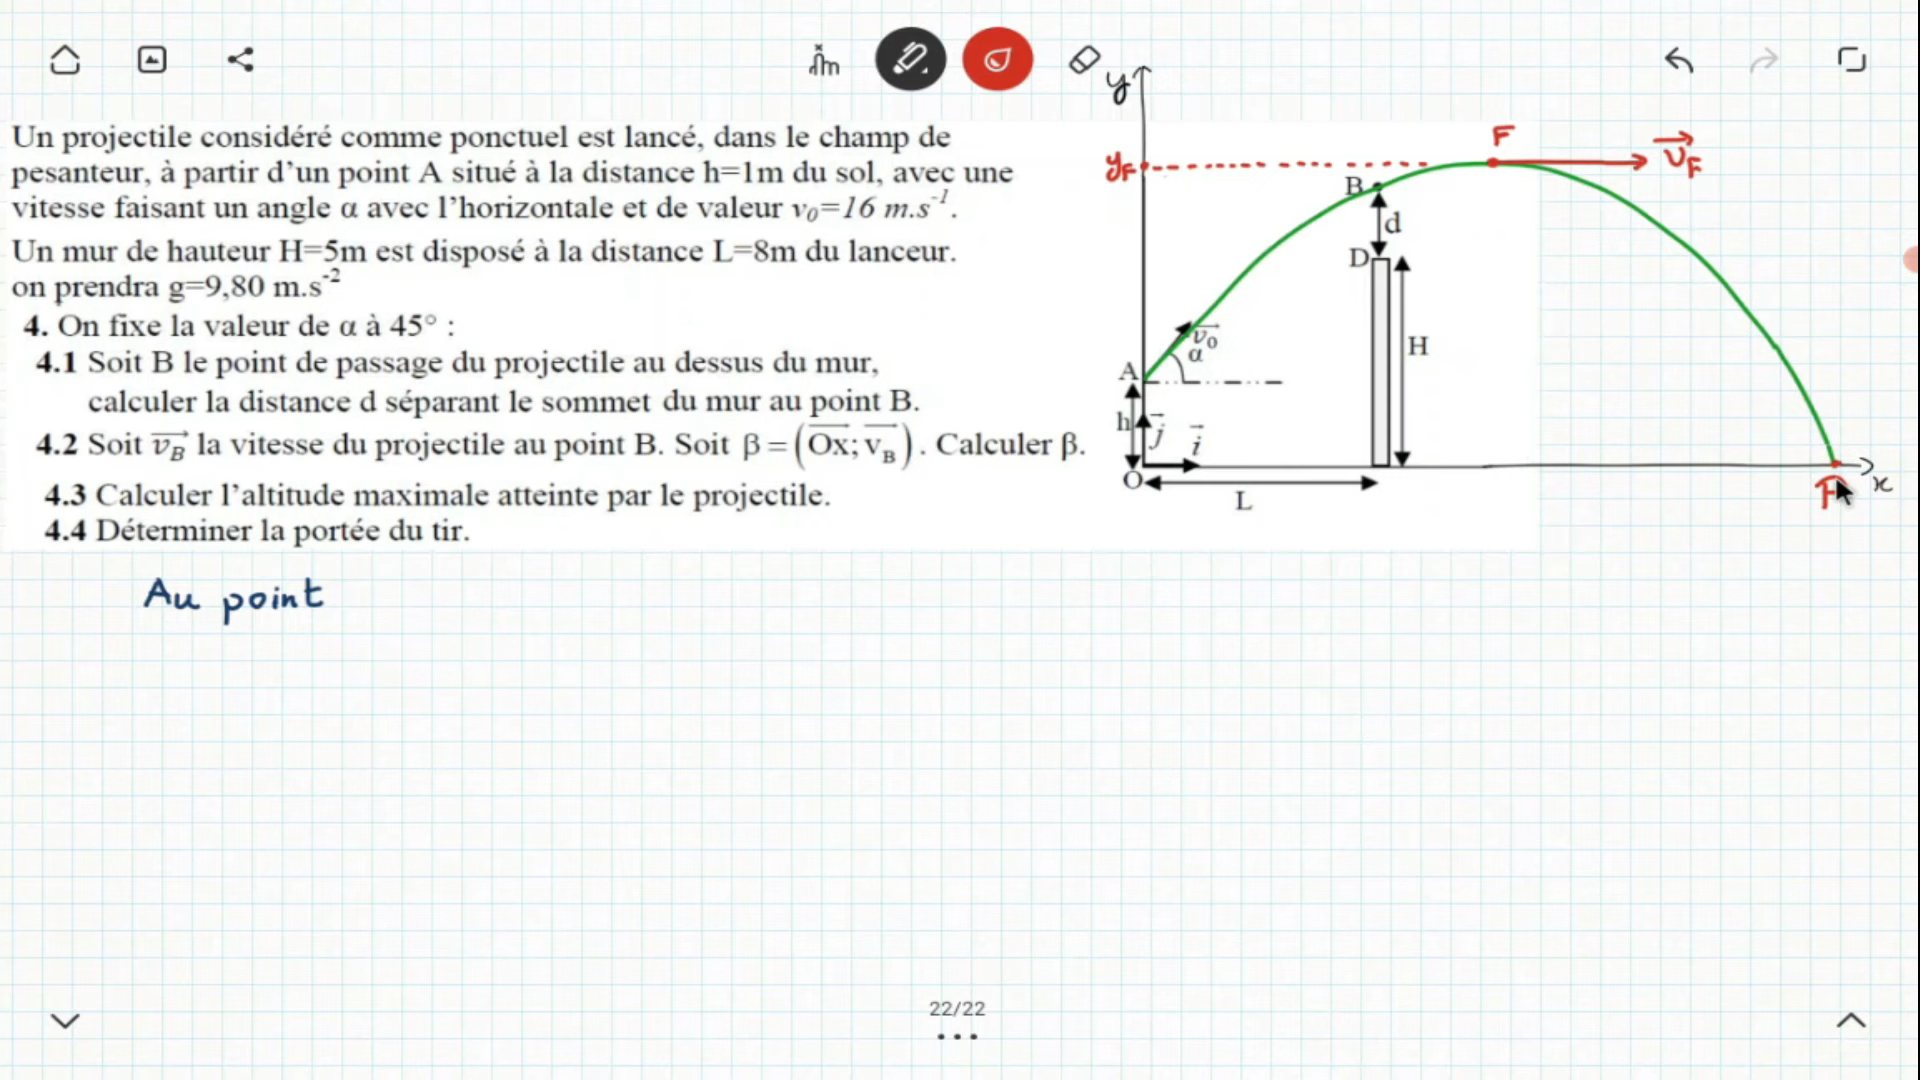 Un projectile considéré comme ponctuel est lancé, dans le champ de
pesanteur, à partir d'un point A situé à la distance h=1m du sol, avec une
vitesse faisant un angle α avec l'horizontale et de valeur v₀=16 m.s⁻¹.
Un mur de hauteur H=5m est disposé à la distance L=8m du lanceur.
on prendra g=9,80 m.s⁻²
4. On fixe la valeur de α à 45° :
4.1 Soit B le point de passage du projectile au dessus du mur,
calculer la distance d séparant le sommet du mur au point B.
4.2 Soit v_B→ la vitesse du projectile au point B. Soit β = (Ox→; v_B→). Calculer β.
4.3 Calculer l'altitude maximale atteinte par le projectile.
4.4 Déterminer la portée du tir.
y
F
y_F
v_F→
B
d
D
v₀→
α
H
A
h
j→
i→
O
L
x
Au point
22/22